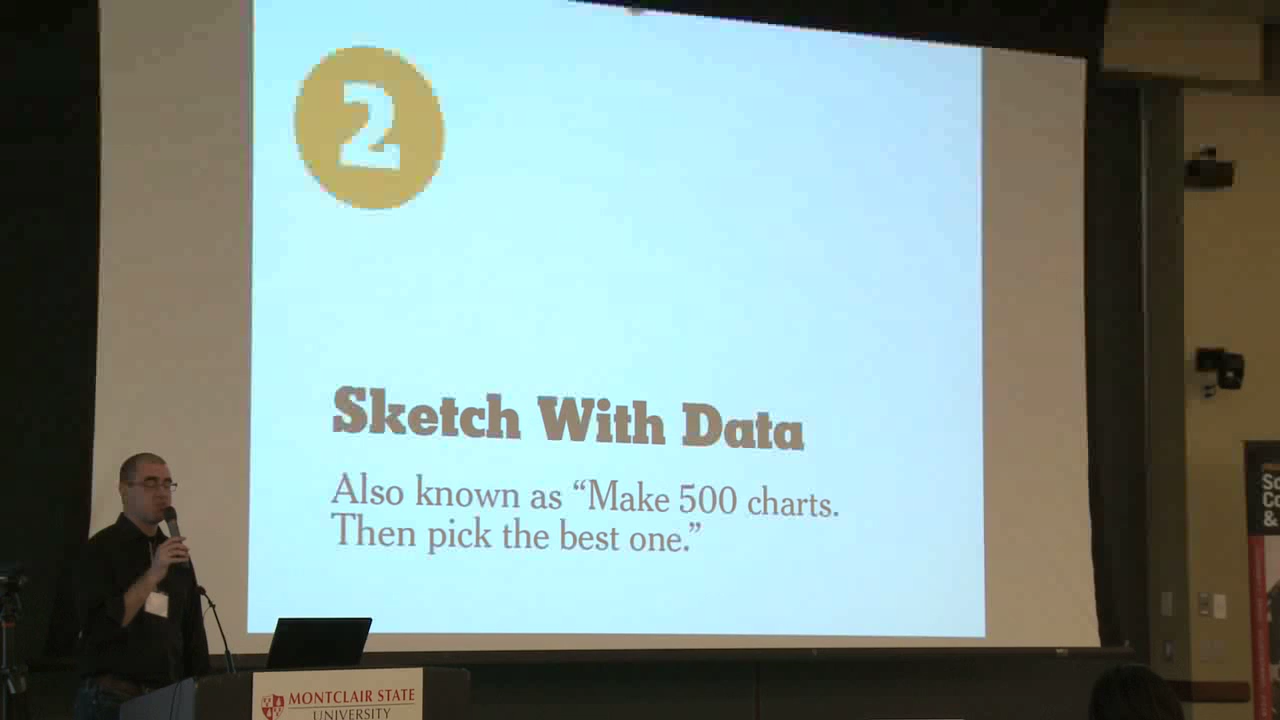 2
Sketch With Data
Also known as “Make 500 charts.
Then pick the best one.”
MONTCLAIR STATE
UNIVERSITY
&